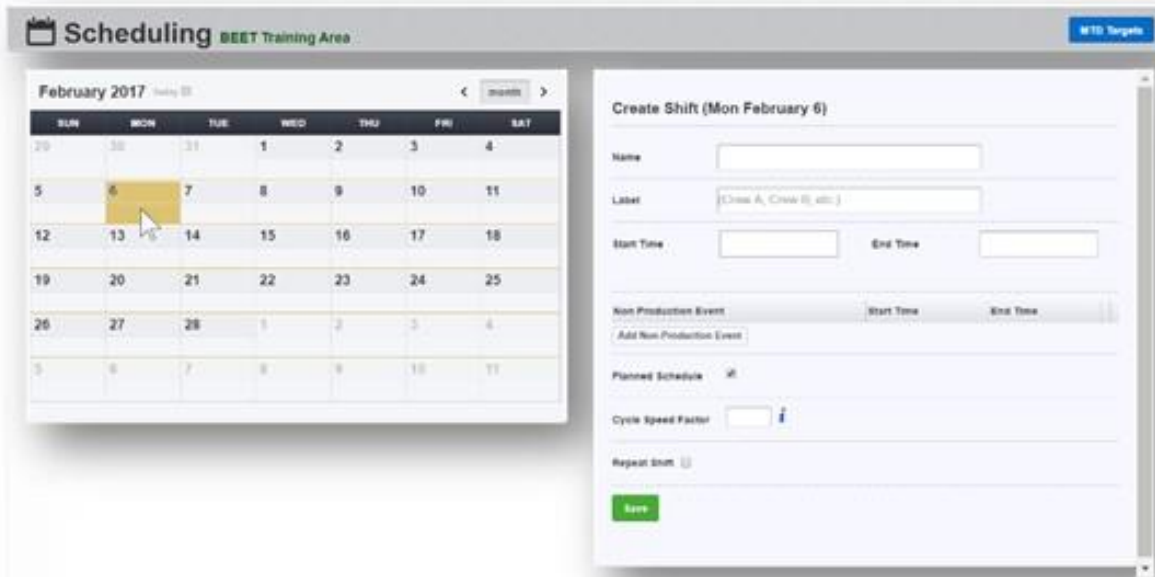 Scheduling BEET Training Area
MTD Targets
February 2017 today
< month >
SUN MON TUE WED THU FRI SAT
29 30 31 1 2 3 4
5 6 7 8 9 10 11
12 13 14 15 16 17 18
19 20 21 22 23 24 25
26 27 28 1 2 3 4
5 6 7 8 9 10 11
Create Shift (Mon February 6)
Name
Label (Crew A, Crew B, etc.)
Start Time End Time
Non Production Event Start Time End Time
Add Non Production Event
Planned Schedule
Cycle Speed Factor i
Repeat Shift
Save